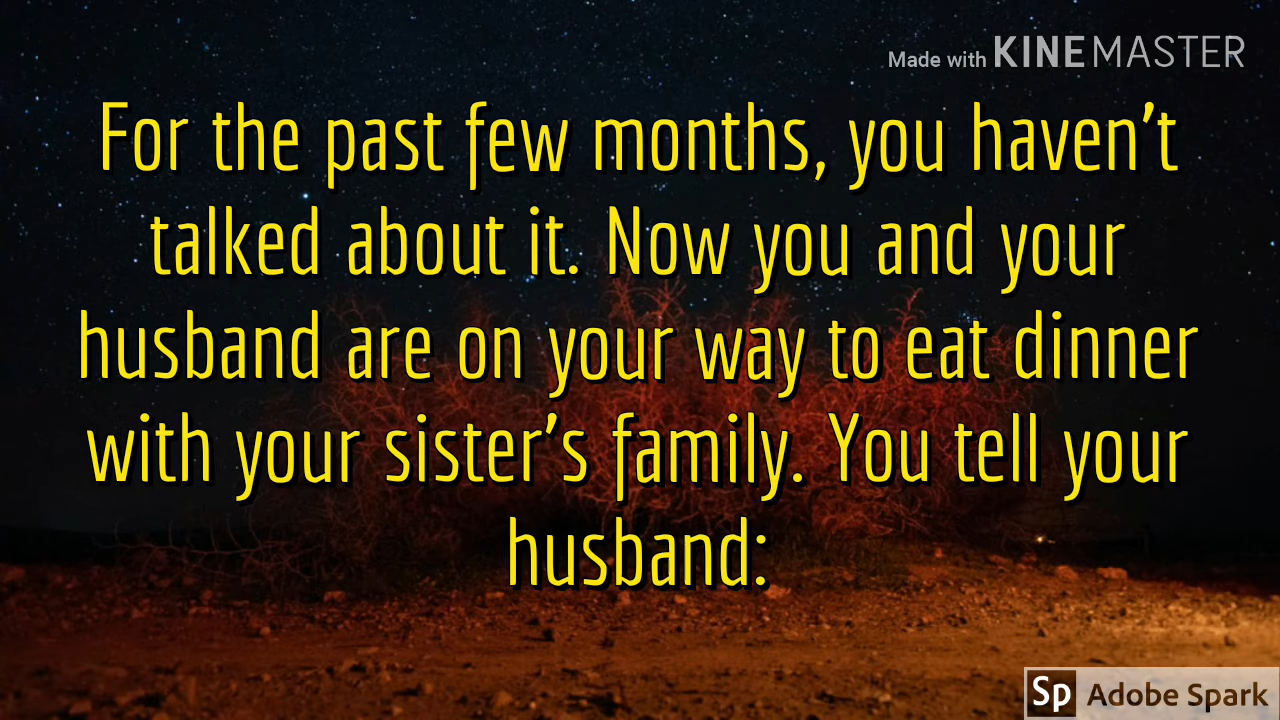 Made with KINEMASTER
For the past few months, you haven't
talked about it. Now you and your
husband are on your way to eat dinner
with your sister's family. You tell your
husband:
Sp Adobe Spark